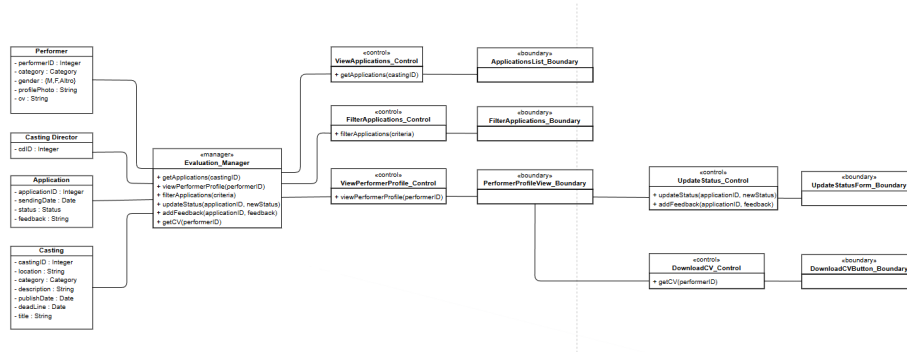 Performer
- performerID : Integer
- category : Category
- gender : {M,F,Altro}
- profilePhoto : String
- cv : String
Casting Director
- cdID : Integer
Application
- applicationID : Integer
- sendingDate : Date
- status : Status
- feedback : String
Casting
- castingID : Integer
- location : String
- category : Category
- description : String
- publishDate : Date
- deadLine : Date
- title : String
«manager»
Evaluation_Manager
+ getApplications(castingID)
+ viewPerformerProfile(performerID)
+ filterApplications(criteria)
+ updateStatus(applicationID, newStatus)
+ addFeedback(applicationID, feedback)
+ getCV(performerID)
«control»
ViewApplications_Control
+ getApplications(castingID)
«boundary»
ApplicationsList_Boundary
«control»
FilterApplications_Control
+ filterApplications(criteria)
«boundary»
FilterApplications_Boundary
«control»
ViewPerformerProfile_Control
+ viewPerformerProfile(performerID)
«boundary»
PerformerProfileView_Boundary
«control»
UpdateStatus_Control
+ updateStatus(applicationID, newStatus)
+ addFeedback(applicationID, feedback)
«boundary»
UpdateStatusForm_Boundary
«control»
DownloadCV_Control
+ getCV(performerID)
«boundary»
DownloadCVButton_Boundary